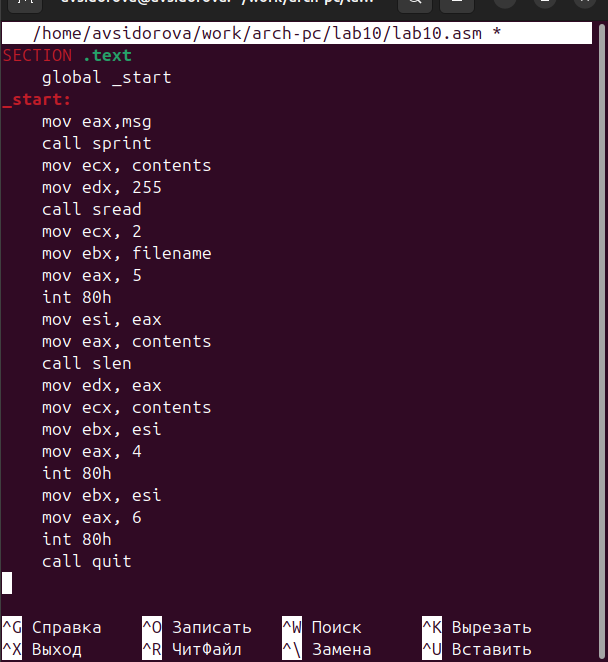 /home/avsidorova/work/arch-pc/lab10/lab10.asm *
SECTION .text
global _start
_start:
mov eax,msg
call sprint
mov ecx, contents
mov edx, 255
call sread
mov ecx, 2
mov ebx, filename
mov eax, 5
int 80h
mov esi, eax
mov eax, contents
call slen
mov edx, eax
mov ecx, contents
mov ebx, esi
mov eax, 4
int 80h
mov ebx, esi
mov eax, 6
int 80h
call quit
^G Справка ^O Записать ^W Поиск ^K Вырезать
^X Выход ^R ЧитФайл ^\ Замена ^U Вставить